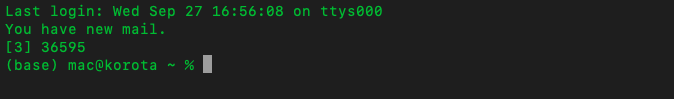 Last login: Wed Sep 27 16:56:08 on ttys000
You have new mail.
[3] 36595
(base) mac@korota ~ %